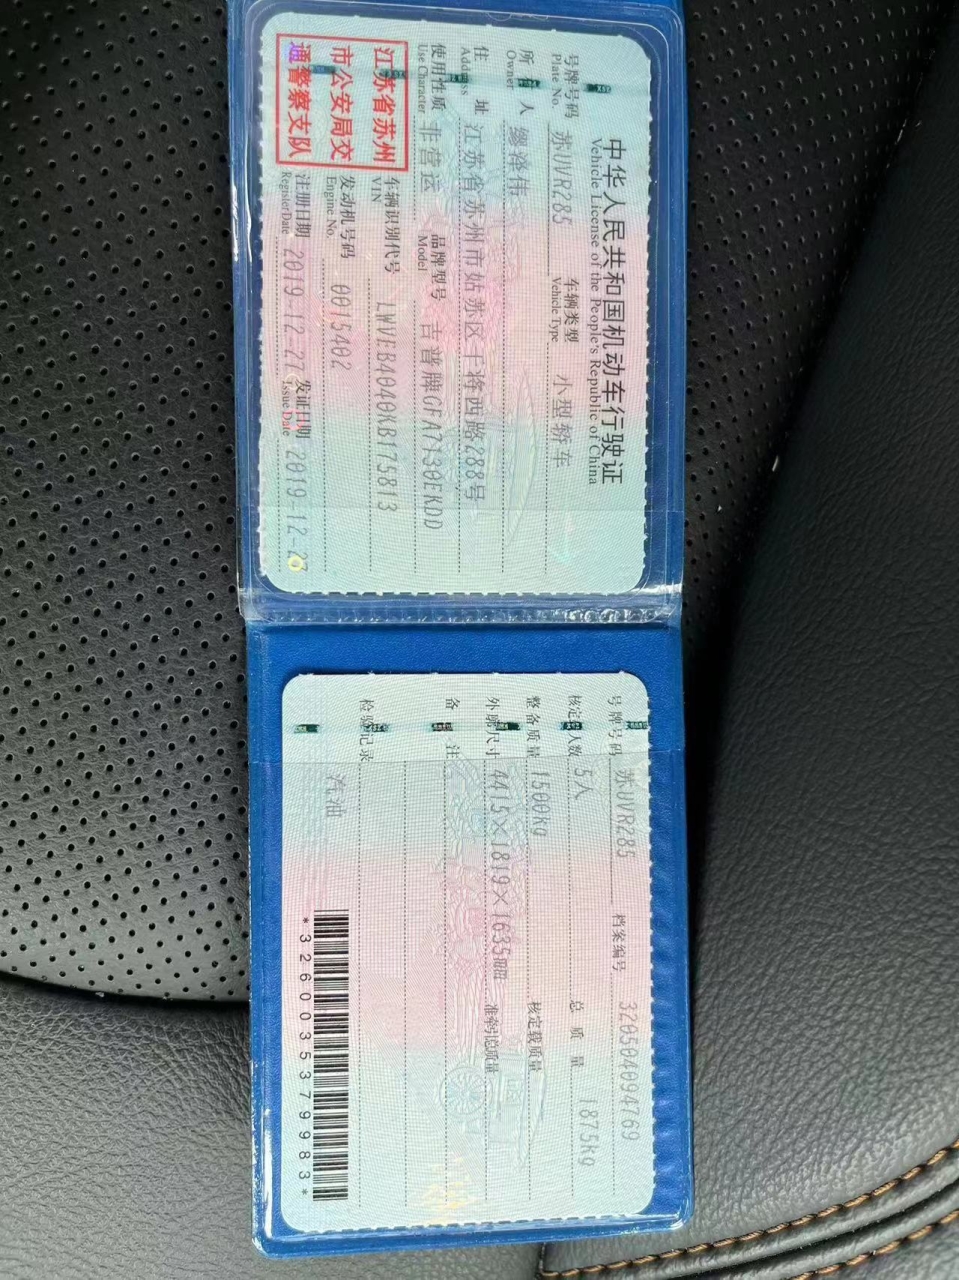 中华人民共和国机动车行驶证
Vehicle License of the People's Republic of China
号牌号码 苏UVR285 车辆类型 小型轿车
Plate No. Vehicle Type
所有人
Owner
住址 江苏省苏州市姑苏区干将西路288号
Address
使用性质 非营运 品牌型号 吉普牌GFA7130EKDD
Use Character Model
江苏省苏州
市公安局交
通警察支队
车辆识别代号 LWVEB4040KB175813
VIN
发动机号码 0015402
Engine No.
注册日期 2019-12-27 发证日期 2019-12-
Register Date Issue Date
号牌号码 苏UVR285 档案编号 320504094769
核定人数 5人 总质量 1875kg
整备质量 1500kg 核定载质量
外廓尺寸 4415×1819×1635mm 准牵引总质量
备注
检验记录
汽油
*3260035379983*